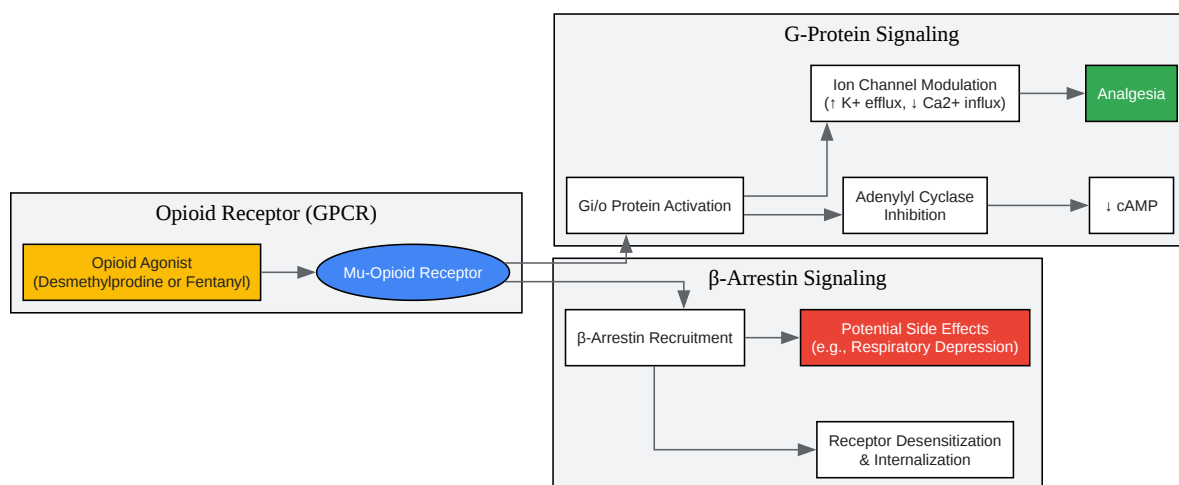 Opioid Receptor (GPCR)
Opioid Agonist
(Desmethylprodine or Fentanyl)
Mu-Opioid Receptor
G-Protein Signaling
Ion Channel Modulation
(↑ K+ efflux, ↓ Ca2+ influx)
Analgesia
Gi/o Protein Activation
Adenylyl Cyclase
Inhibition
↓ cAMP
β-Arrestin Signaling
β-Arrestin Recruitment
Potential Side Effects
(e.g., Respiratory Depression)
Receptor Desensitization
& Internalization